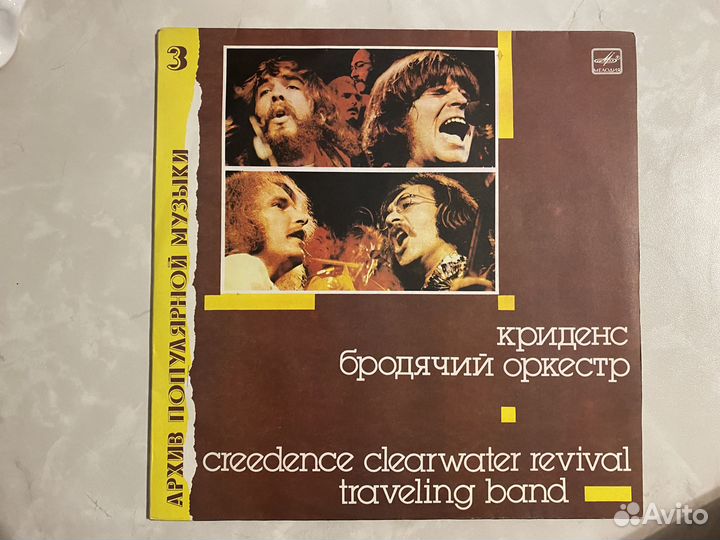 3
АРХИВ ПОПУЛЯРНОЙ МУЗЫКИ
МЕЛОДИЯ
криденс
бродячий оркестр
creedence clearwater revival
traveling band
Avito